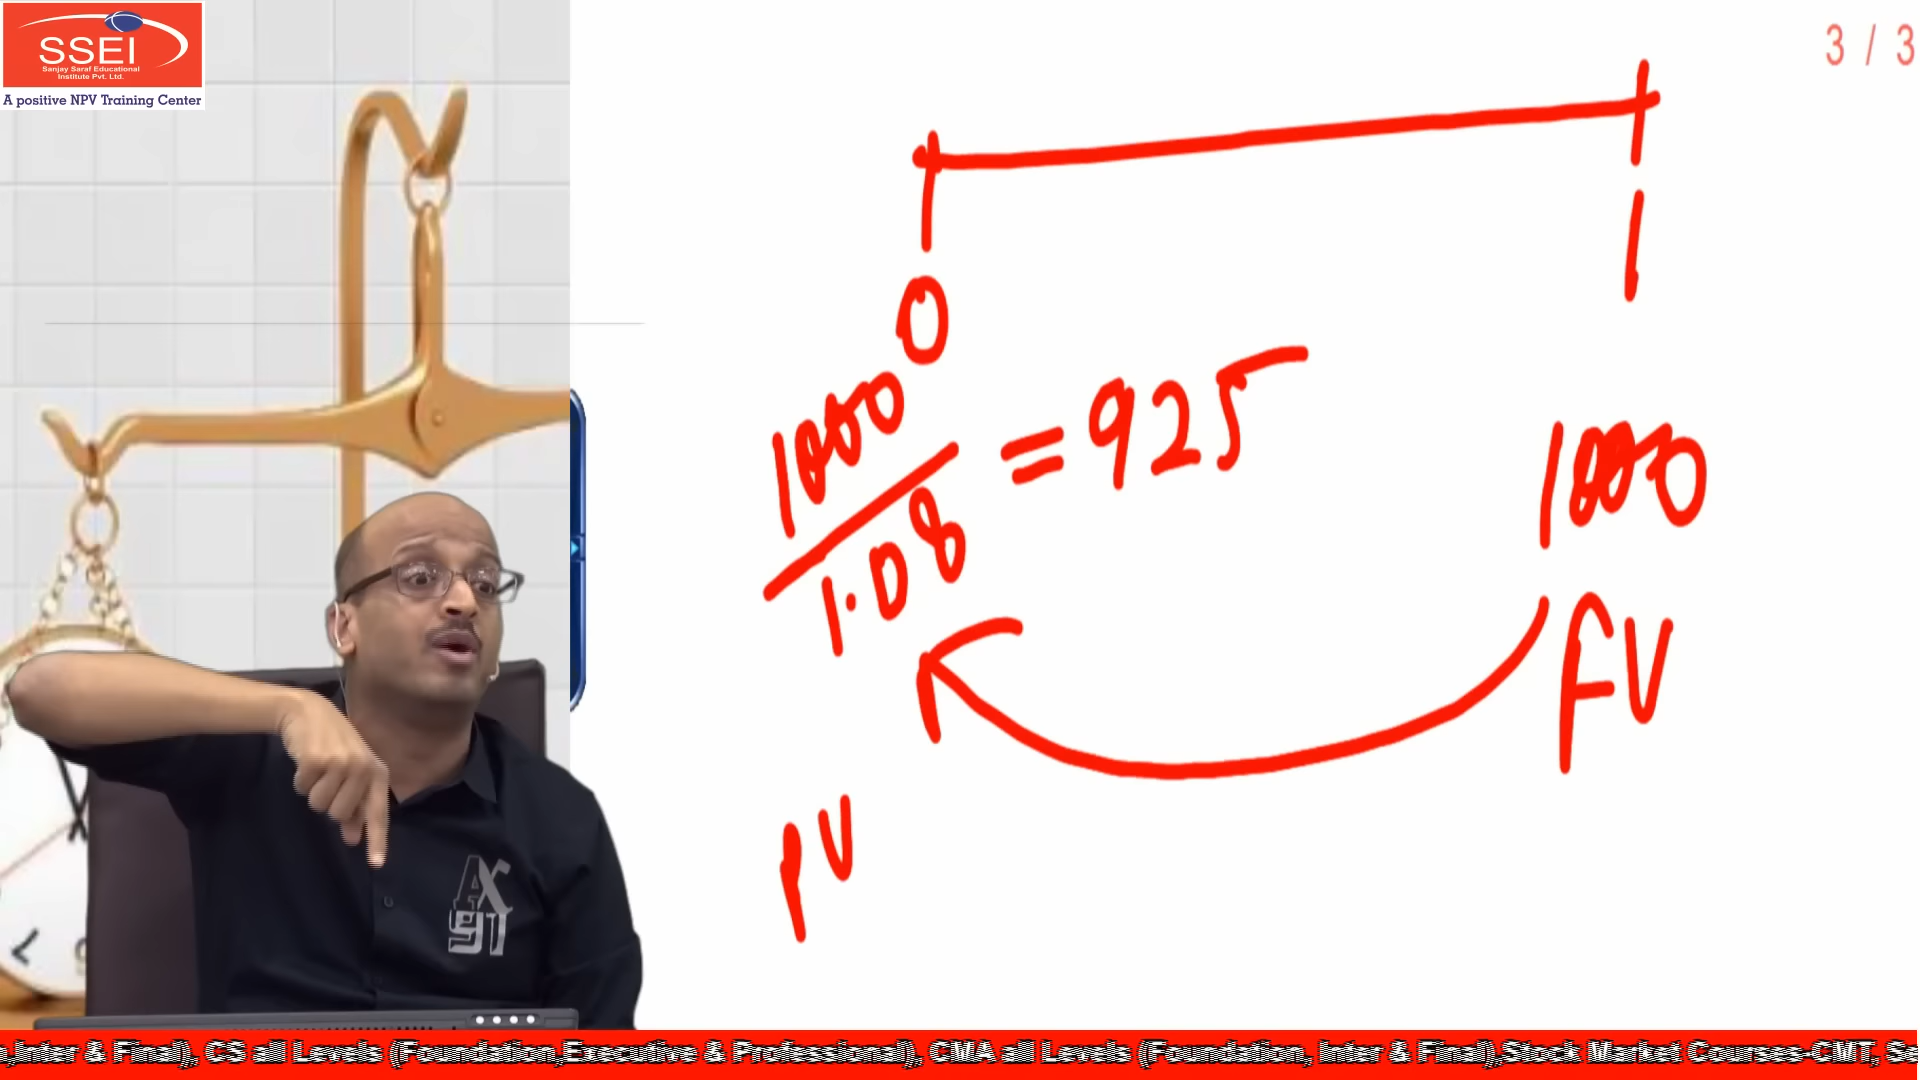 SSEI
Sanjay Saraf Educational
Institute Pvt. Ltd.
A positive NPV Training Center
3 / 3
0
1
1000
1.08
= 925
1000
FV
PV
AX
91
Inter & Final), CS all Levels (Foundation,Executive & Professional), CMA all Levels (Foundation, Inter & Final),Stock Market Courses-CMT,